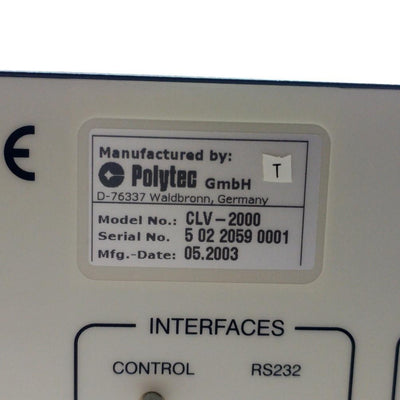 CE
Manufactured by:
T
Polytec GmbH
D-76337 Waldbronn, Germany
Model No.: CLV-2000
Serial No. 5 02 2059 0001
Mfg.-Date: 05.2003
INTERFACES
CONTROL RS232